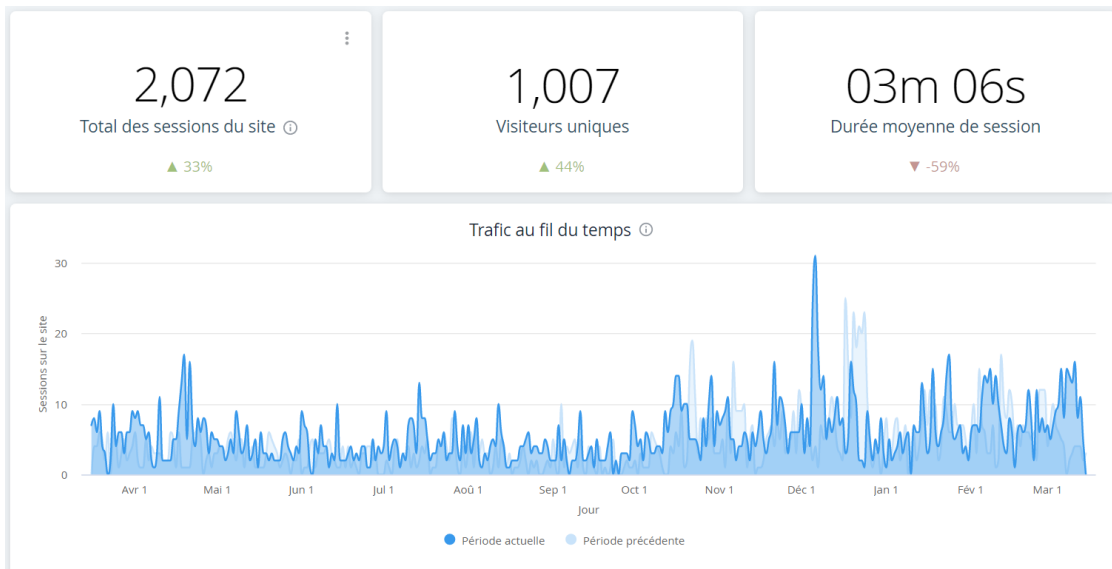 2,072
Total des sessions du site
▲ 33%
1,007
Visiteurs uniques
▲ 44%
03m 06s
Durée moyenne de session
▼ -59%
Trafic au fil du temps
Sessions sur le site
30
20
10
0
Avr 1 Mai 1 Jun 1 Jul 1 Aoû 1 Sep 1 Oct 1 Nov 1 Déc 1 Jan 1 Fév 1 Mar 1
Jour
Période actuelle Période précédente